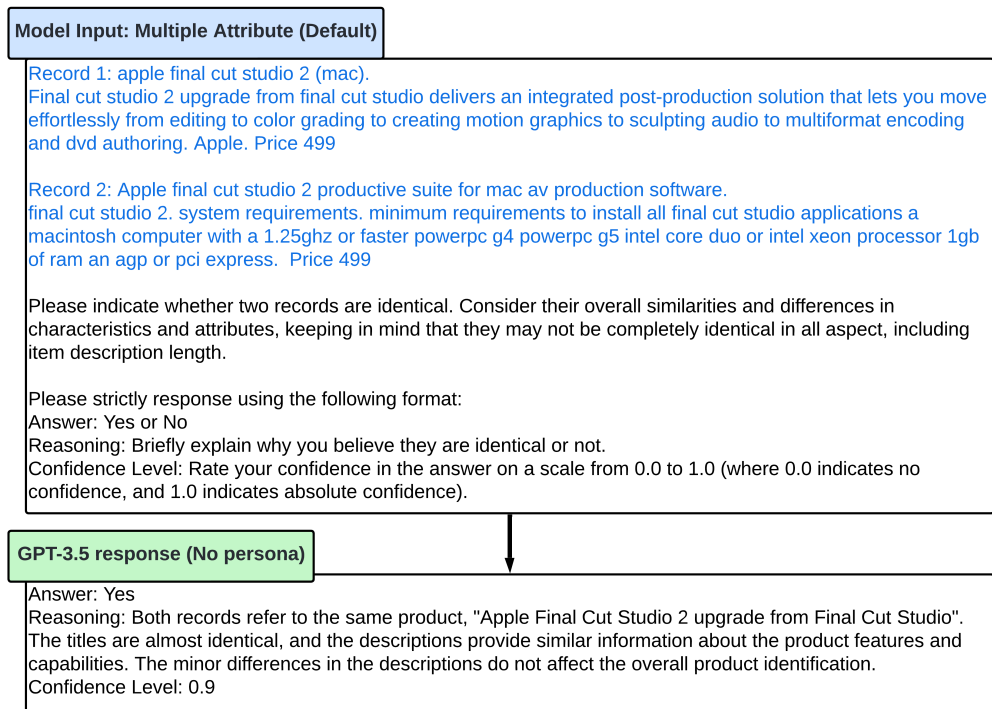 Model Input: Multiple Attribute (Default)
Record 1: apple final cut studio 2 (mac).
Final cut studio 2 upgrade from final cut studio delivers an integrated post-production solution that lets you move
effortlessly from editing to color grading to creating motion graphics to sculpting audio to multiformat encoding
and dvd authoring. Apple. Price 499
Record 2: Apple final cut studio 2 productive suite for mac av production software.
final cut studio 2. system requirements. minimum requirements to install all final cut studio applications a
macintosh computer with a 1.25ghz or faster powerpc g4 powerpc g5 intel core duo or intel xeon processor 1gb
of ram an agp or pci express.  Price 499
Please indicate whether two records are identical. Consider their overall similarities and differences in
characteristics and attributes, keeping in mind that they may not be completely identical in all aspect, including
item description length.
Please strictly response using the following format:
Answer: Yes or No
Reasoning: Briefly explain why you believe they are identical or not.
Confidence Level: Rate your confidence in the answer on a scale from 0.0 to 1.0 (where 0.0 indicates no
confidence, and 1.0 indicates absolute confidence).
GPT-3.5 response (No persona)
Answer: Yes
Reasoning: Both records refer to the same product, "Apple Final Cut Studio 2 upgrade from Final Cut Studio".
The titles are almost identical, and the descriptions provide similar information about the product features and
capabilities. The minor differences in the descriptions do not affect the overall product identification.
Confidence Level: 0.9